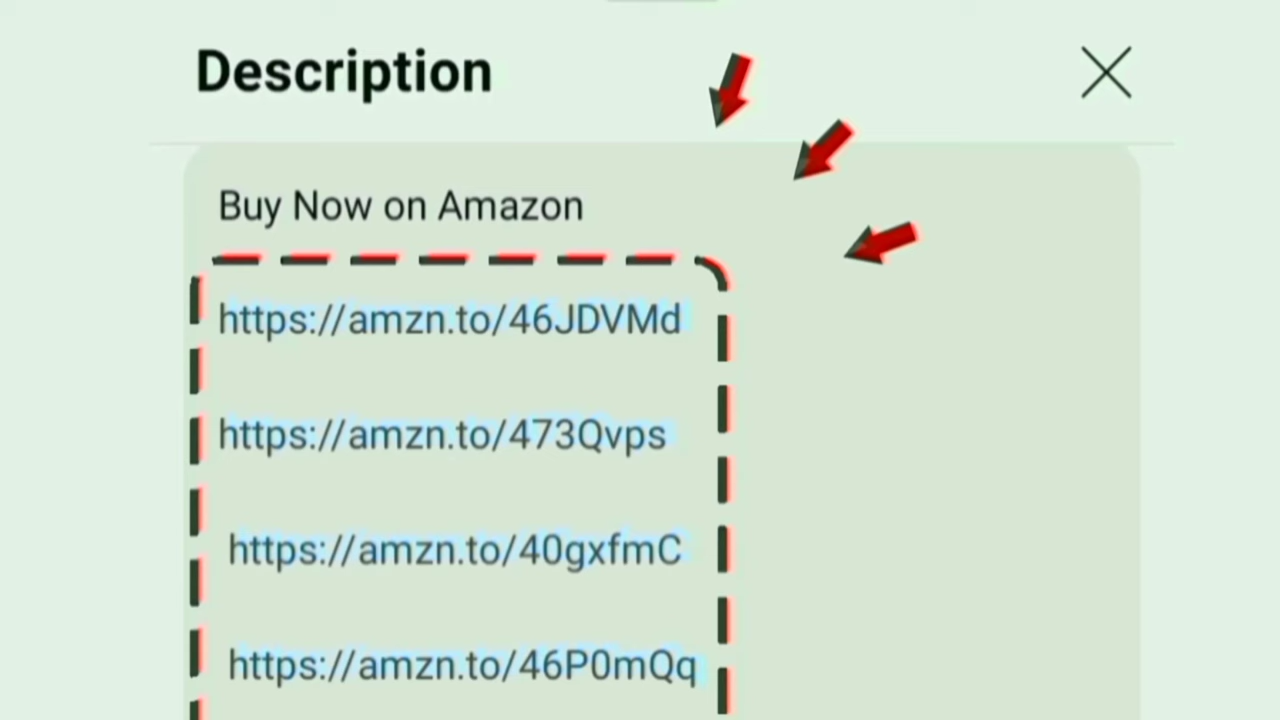 Description
Buy Now on Amazon
https://amzn.to/46JDVMd
https://amzn.to/473Qvps
https://amzn.to/40gxfmC
https://amzn.to/46P0mQq